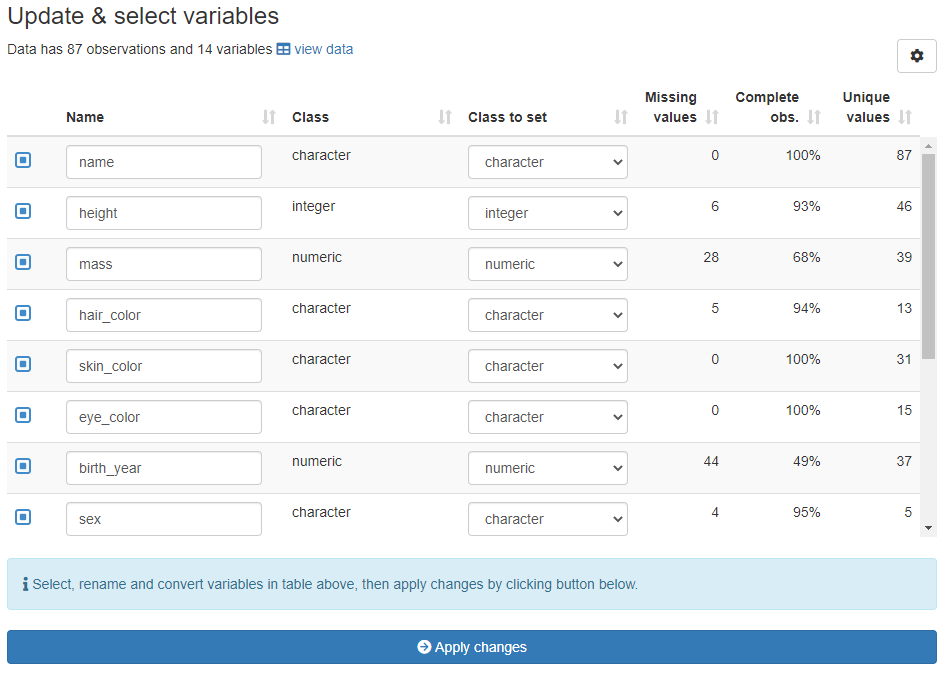 Update & select variables
Data has 87 observations and 14 variables view data
Name Class Class to set Missing values Complete obs. Unique values
name character character 0 100% 87
height integer integer 6 93% 46
mass numeric numeric 28 68% 39
hair_color character character 5 94% 13
skin_color character character 0 100% 31
eye_color character character 0 100% 15
birth_year numeric numeric 44 49% 37
sex character character 4 95% 5
Select, rename and convert variables in table above, then apply changes by clicking button below.
Apply changes